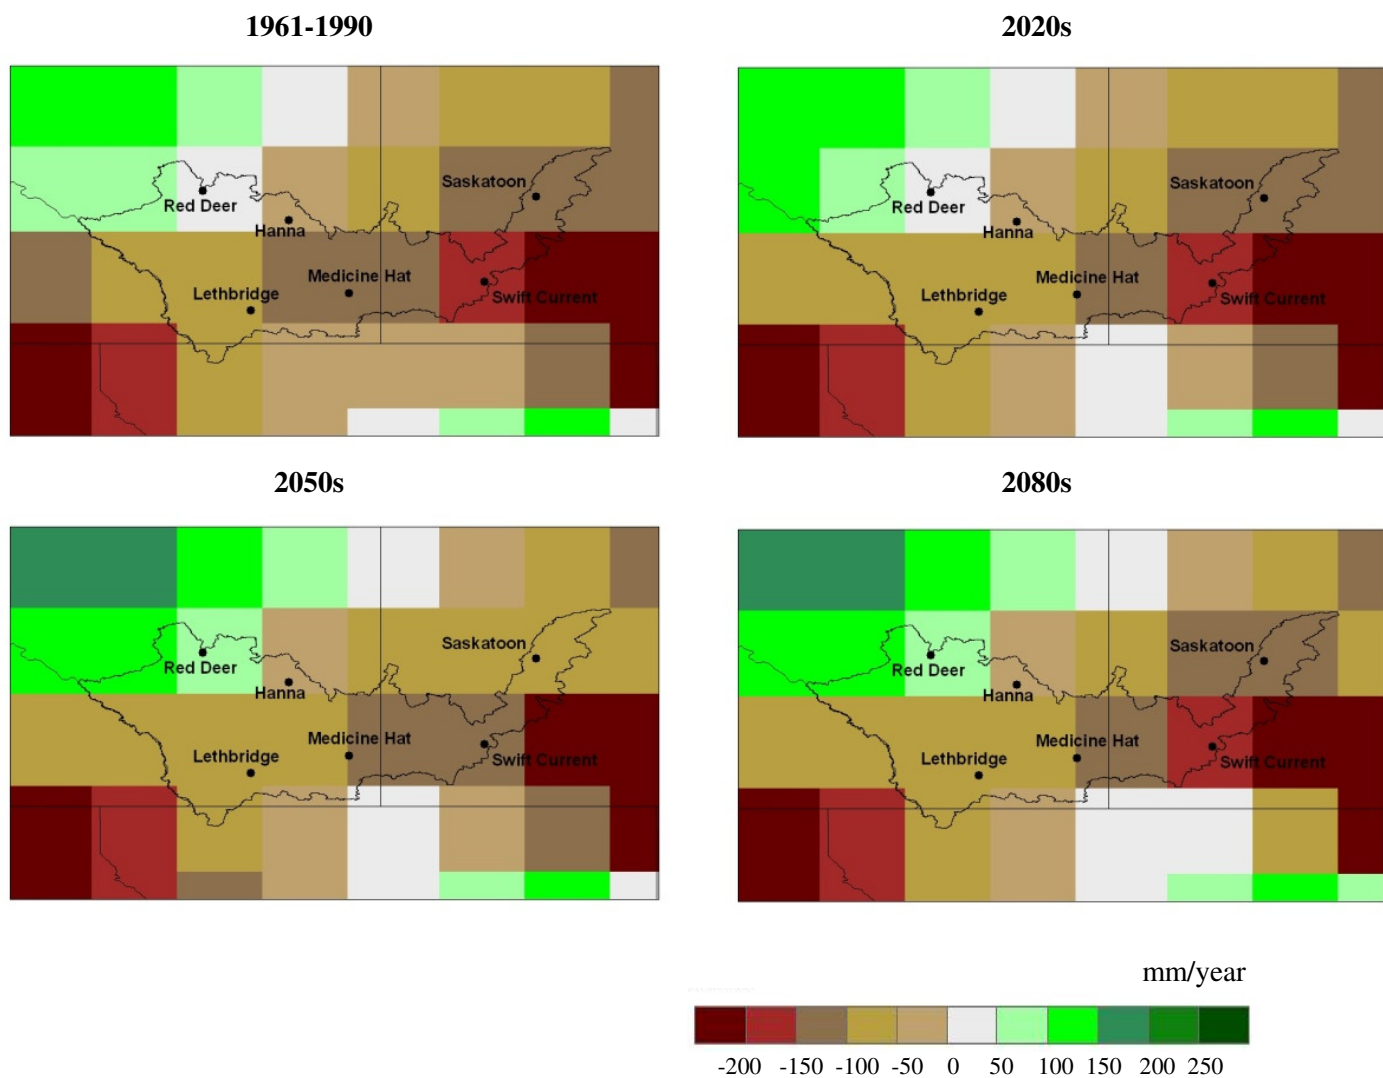 1961-1990
2020s
Saskatoon
Red Deer
Hanna
Medicine Hat
Lethbridge
Swift Current
Saskatoon
Red Deer
Hanna
Medicine Hat
Lethbridge
Swift Current
2050s
2080s
Saskatoon
Red Deer
Hanna
Medicine Hat
Lethbridge
Swift Current
Saskatoon
Red Deer
Hanna
Medicine Hat
Lethbridge
Swift Current
mm/year
-200 -150 -100 -50 0 50 100 150 200 250